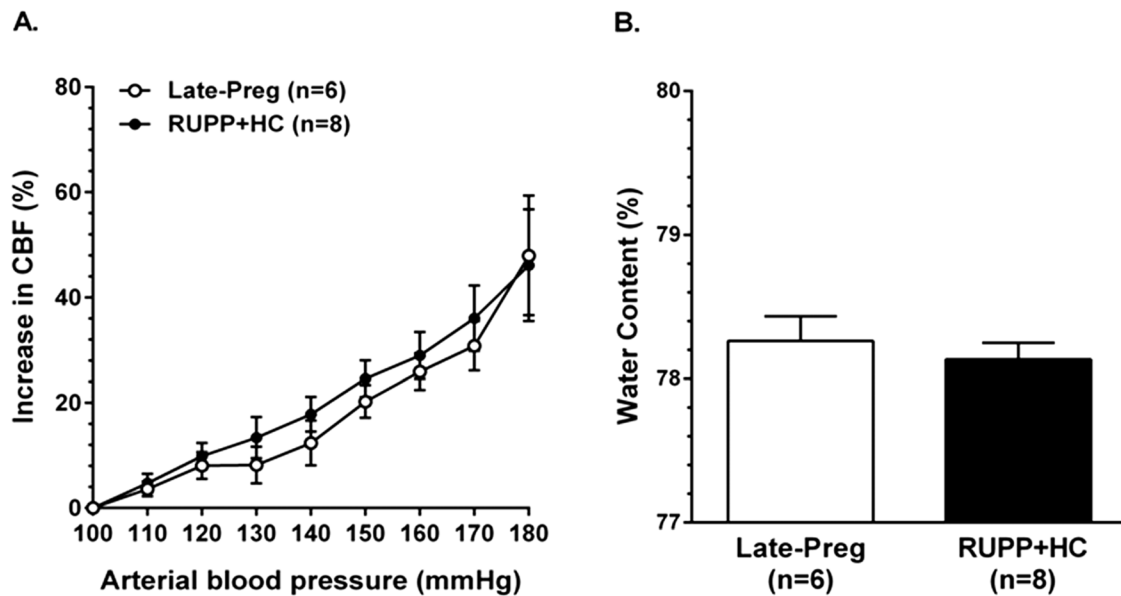 A.
Increase in CBF (%)
80
60
40
20
0
Late-Preg (n=6)
RUPP+HC (n=8)
100 110 120 130 140 150 160 170 180
Arterial blood pressure (mmHg)
B.
Water Content (%)
80
79
78
77
Late-Preg
(n=6)
RUPP+HC
(n=8)